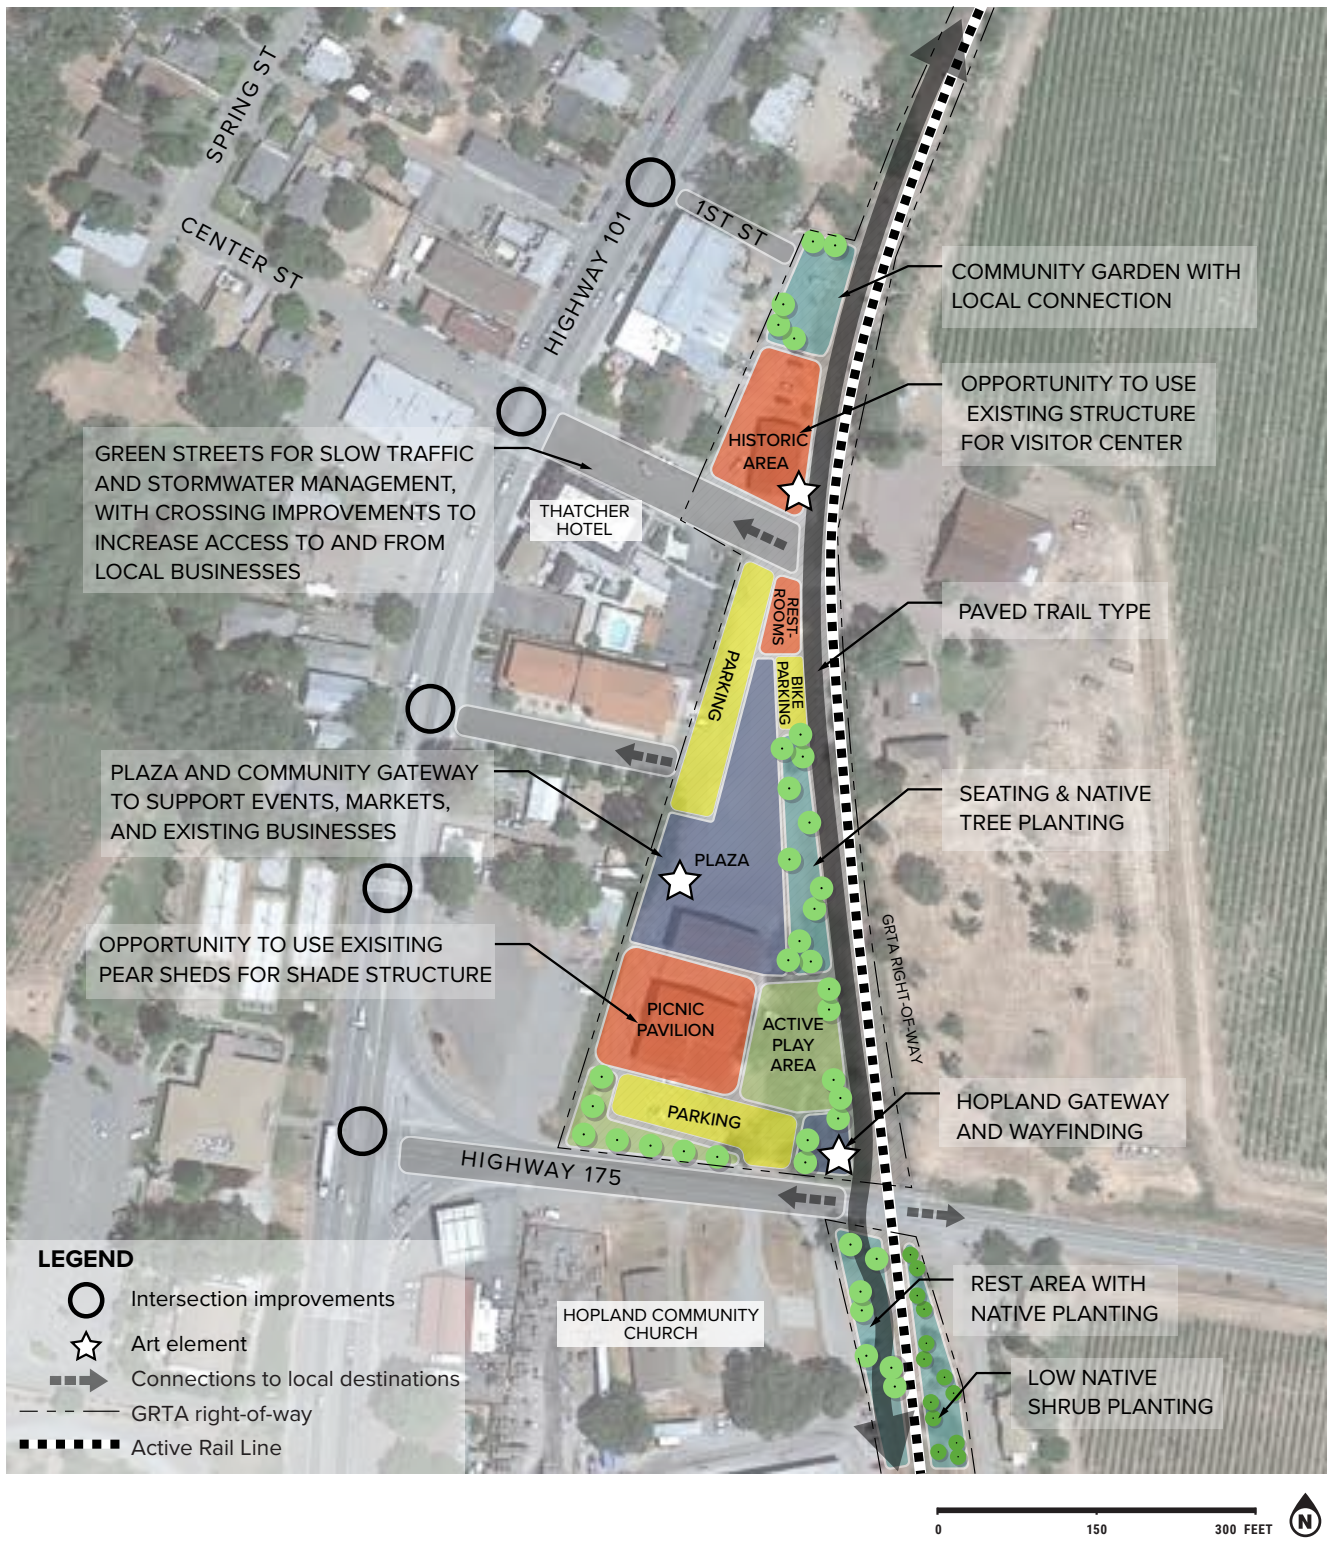 SPRING ST
CENTER ST
HIGHWAY 101
1ST ST
COMMUNITY GARDEN WITH
LOCAL CONNECTION
OPPORTUNITY TO USE
EXISTING STRUCTURE
FOR VISITOR CENTER
HISTORIC
AREA
GREEN STREETS FOR SLOW TRAFFIC
AND STORMWATER MANAGEMENT,
WITH CROSSING IMPROVEMENTS TO
INCREASE ACCESS TO AND FROM
LOCAL BUSINESSES
THATCHER
HOTEL
REST-
ROOMS
PAVED TRAIL TYPE
PARKING
BIKE
PARKING
PLAZA AND COMMUNITY GATEWAY
TO SUPPORT EVENTS, MARKETS,
AND EXISTING BUSINESSES
SEATING & NATIVE
TREE PLANTING
PLAZA
OPPORTUNITY TO USE EXISITING
PEAR SHEDS FOR SHADE STRUCTURE
GRTA RIGHT-OF-WAY
PICNIC
PAVILION
ACTIVE
PLAY
AREA
PARKING
HOPLAND GATEWAY
AND WAYFINDING
HIGHWAY 175
REST AREA WITH
NATIVE PLANTING
HOPLAND COMMUNITY
CHURCH
LOW NATIVE
SHRUB PLANTING
LEGEND
Intersection improvements
Art element
Connections to local destinations
GRTA right-of-way
Active Rail Line
0 150 300 FEET
N